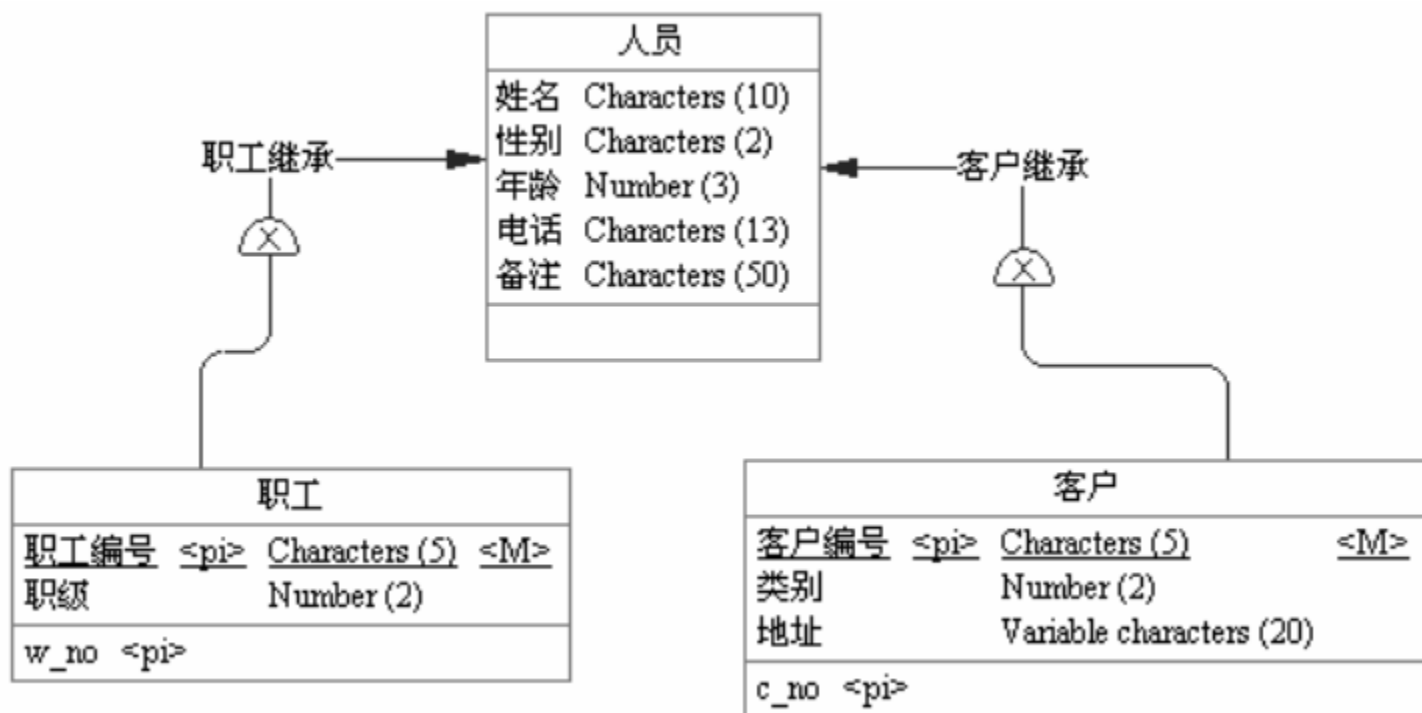 人员
姓名 Characters (10)
性别 Characters (2)
年龄 Number (3)
电话 Characters (13)
备注 Characters (50)
职工继承
客户继承
X
X
职工
职工编号 <pi> Characters (5) <M>
职级 Number (2)
w_no <pi>
客户
客户编号 <pi> Characters (5) <M>
类别 Number (2)
地址 Variable characters (20)
c_no <pi>